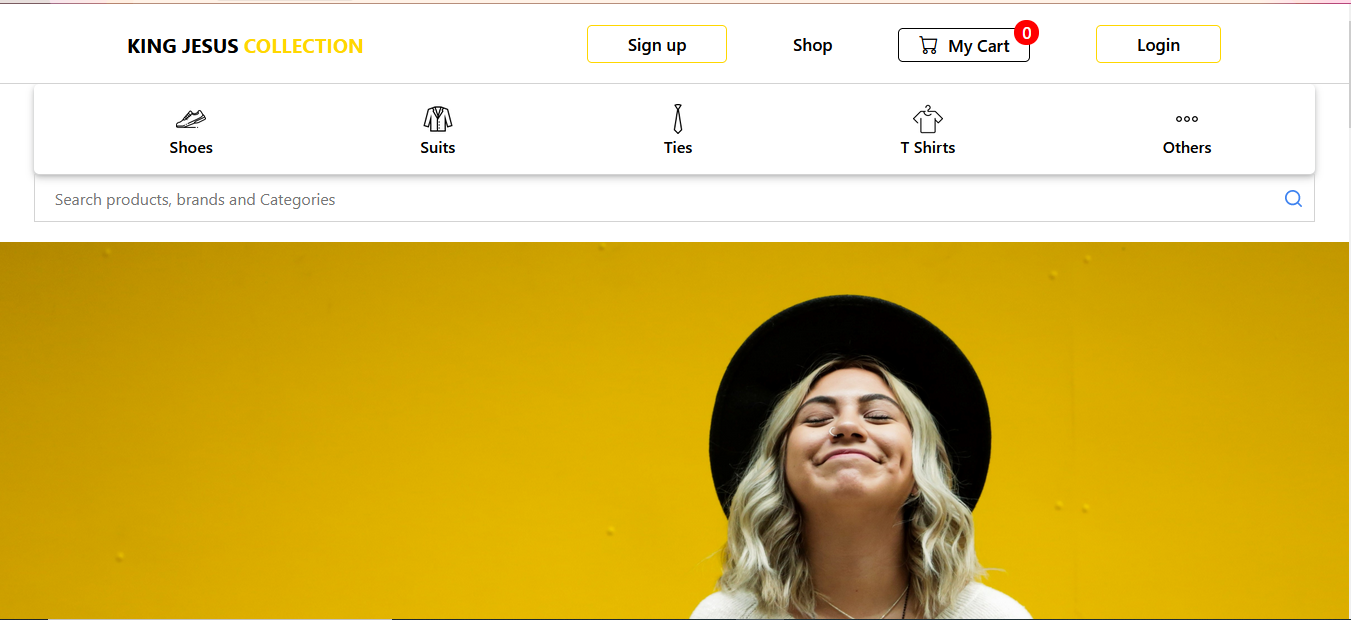 KING JESUS COLLECTION
Sign up
Shop
My Cart
0
Login
Shoes
Suits
Ties
T Shirts
Others
Search products, brands and Categories